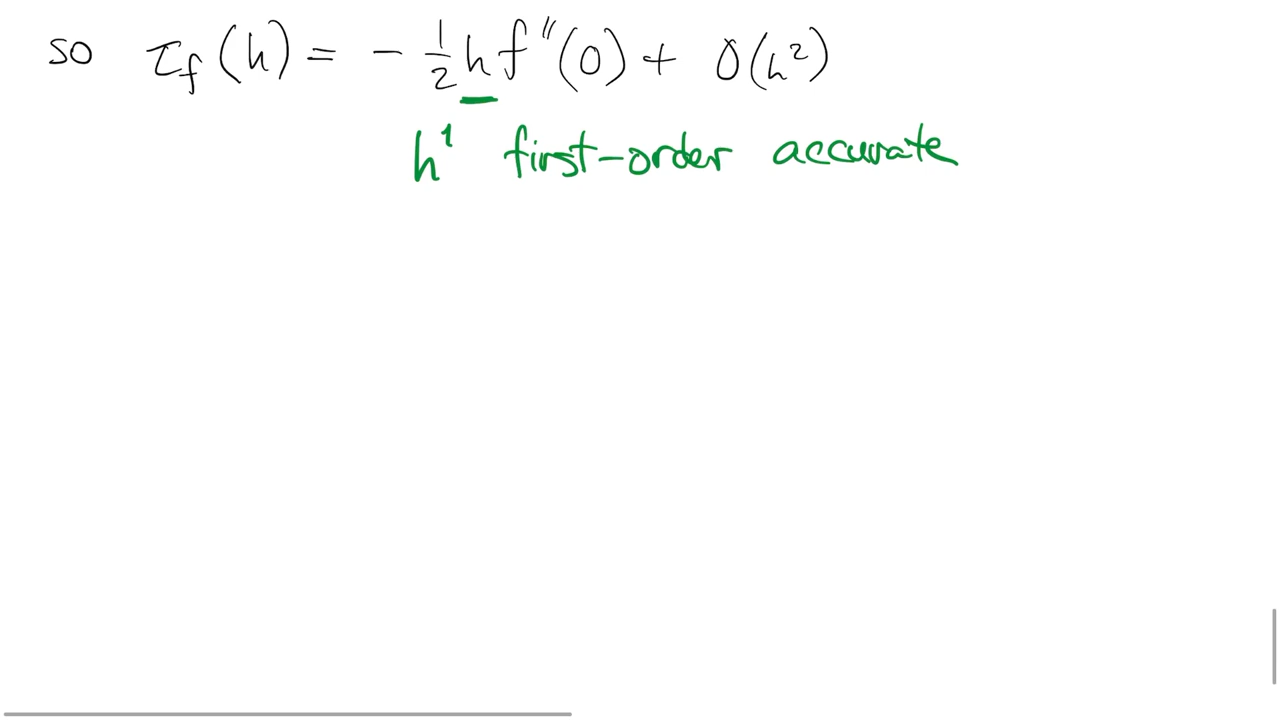 so τ_f(h) = - 1/2 h f″(0) + O(h²)
h¹ first-order accurate